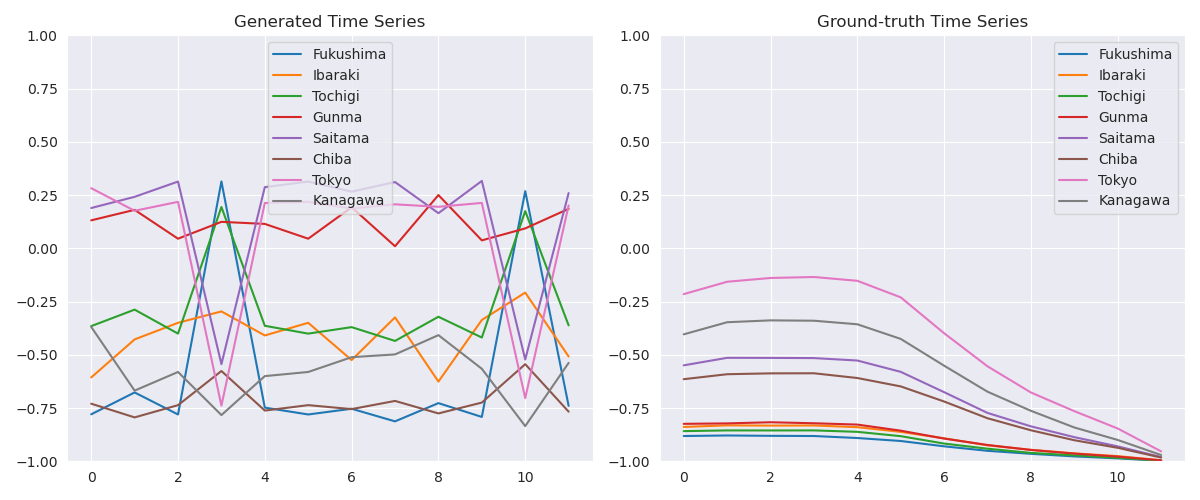 Generated Time Series
1.00
0.75
0.50
0.25
0.00
−0.25
−0.50
−0.75
−1.00
0 2 4 6 8 10
Fukushima
Ibaraki
Tochigi
Gunma
Saitama
Chiba
Tokyo
Kanagawa
Ground-truth Time Series
1.00
0.75
0.50
0.25
0.00
−0.25
−0.50
−0.75
−1.00
0 2 4 6 8 10
Fukushima
Ibaraki
Tochigi
Gunma
Saitama
Chiba
Tokyo
Kanagawa